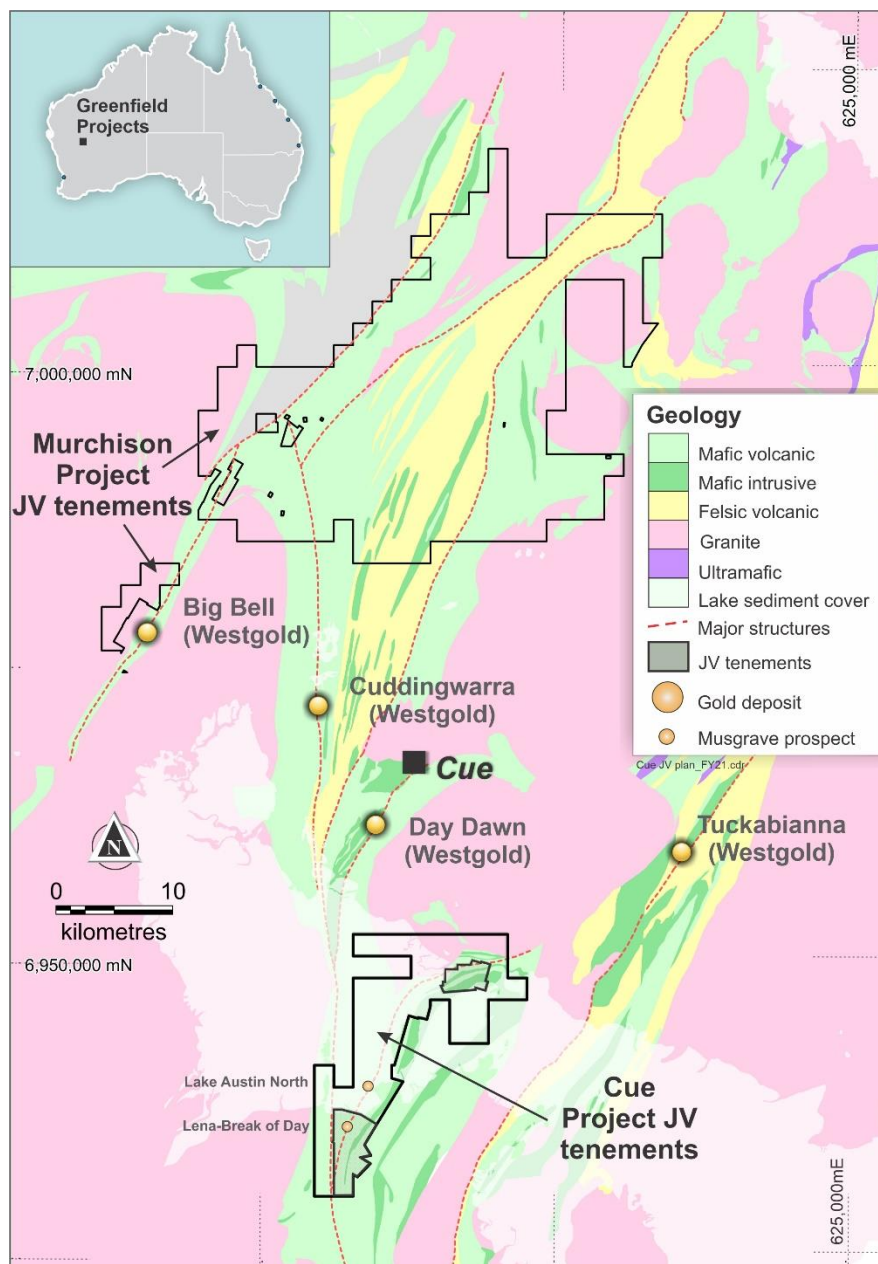 Greenfield
Projects
625,000 mE
7,000,000 mN
Murchison
Project
JV tenements
Geology
Mafic volcanic
Mafic intrusive
Felsic volcanic
Granite
Ultramafic
Lake sediment cover
Major structures
JV tenements
Gold deposit
Musgrave prospect
Cue JV plan_FY21.cdr
Big Bell
(Westgold)
Cuddingwarra
(Westgold)
Cue
Day Dawn
(Westgold)
Tuckabianna
(Westgold)
N
0 10
kilometres
6,950,000 mN
Lake Austin North
Lena-Break of Day
Cue
Project JV
tenements
625,000mE